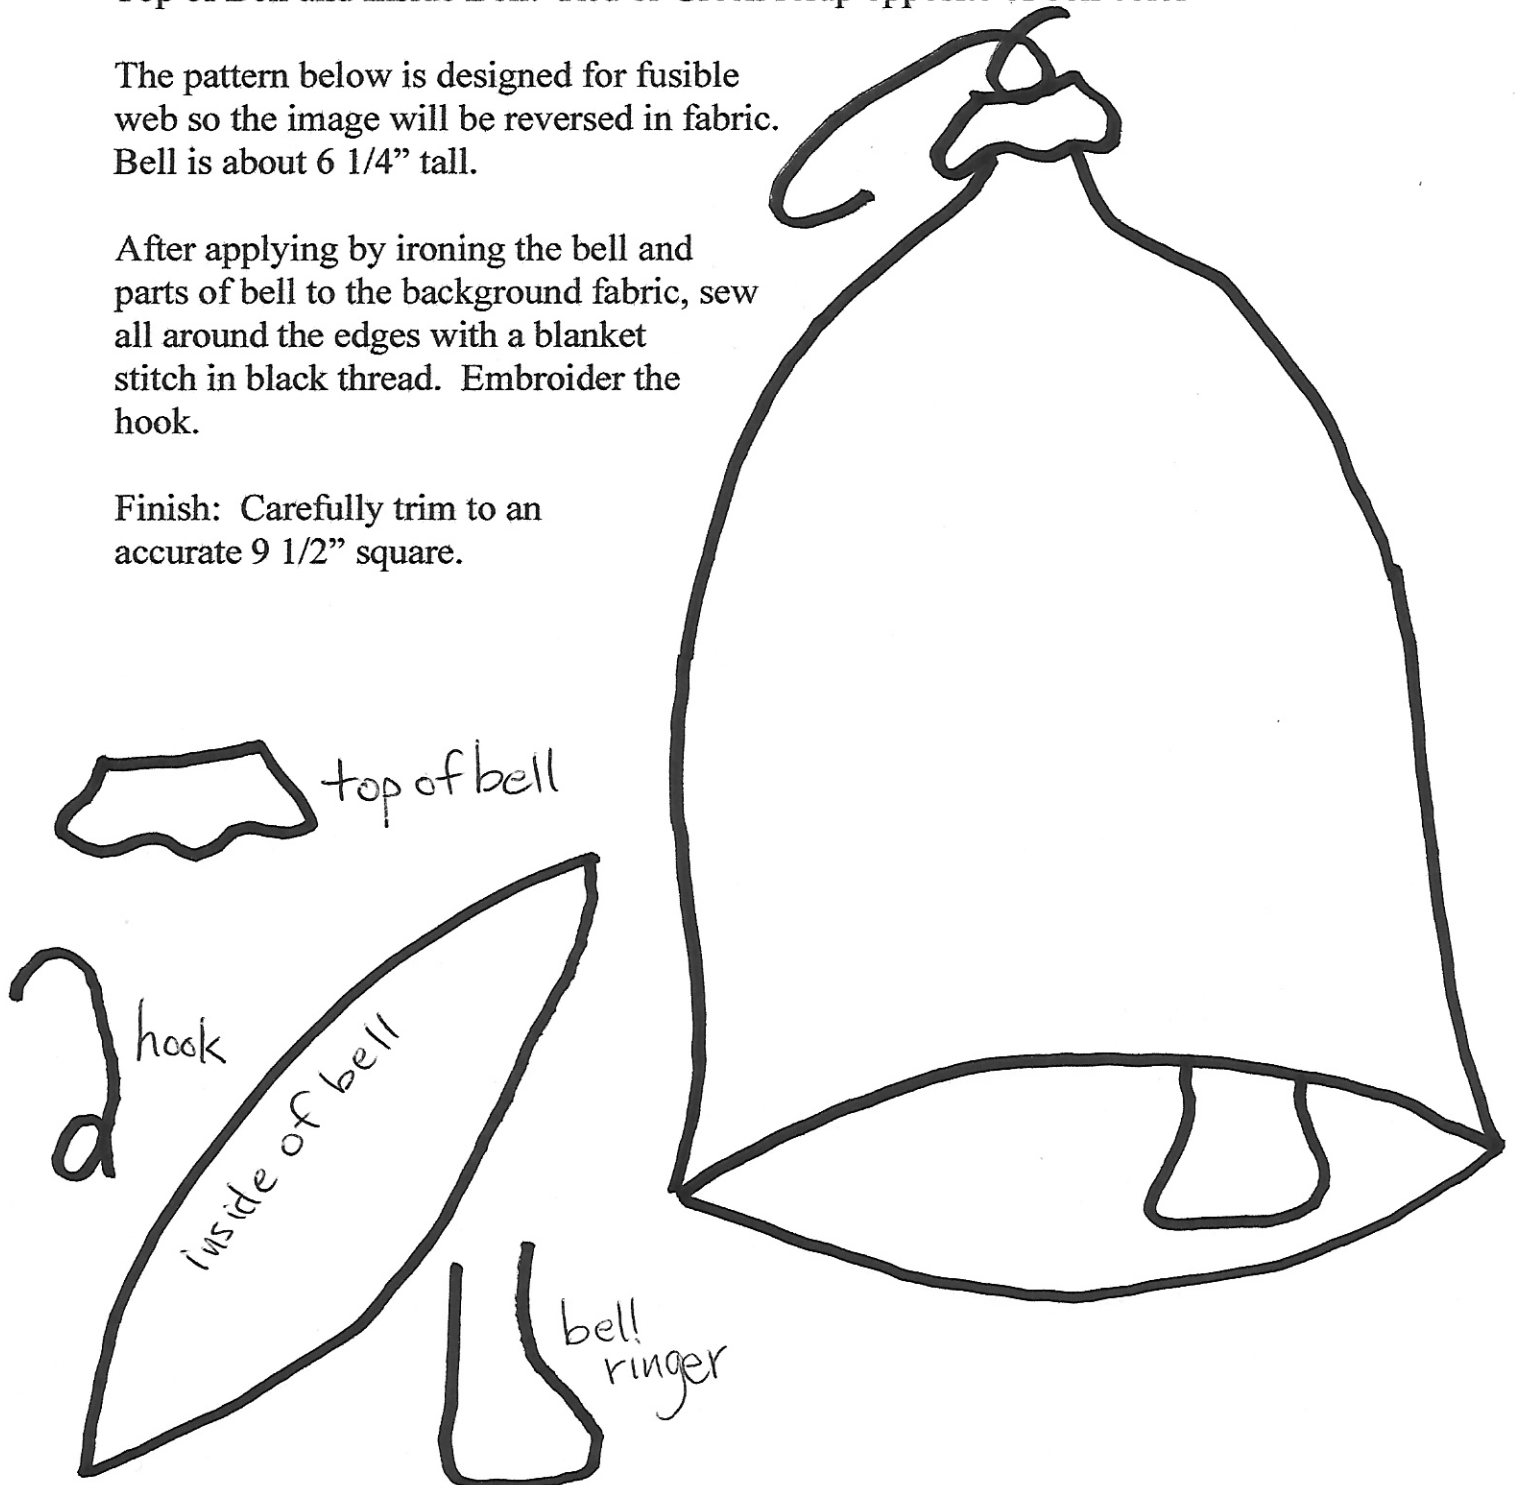 The pattern below is designed for fusible
web so the image will be reversed in fabric.
Bell is about 6 1/4” tall.
After applying by ironing the bell and
parts of bell to the background fabric, sew
all around the edges with a blanket
stitch in black thread.  Embroider the
hook.
Finish:  Carefully trim to an
accurate 9 1/2” square.
top of bell
hook
inside of bell
bell
ringer